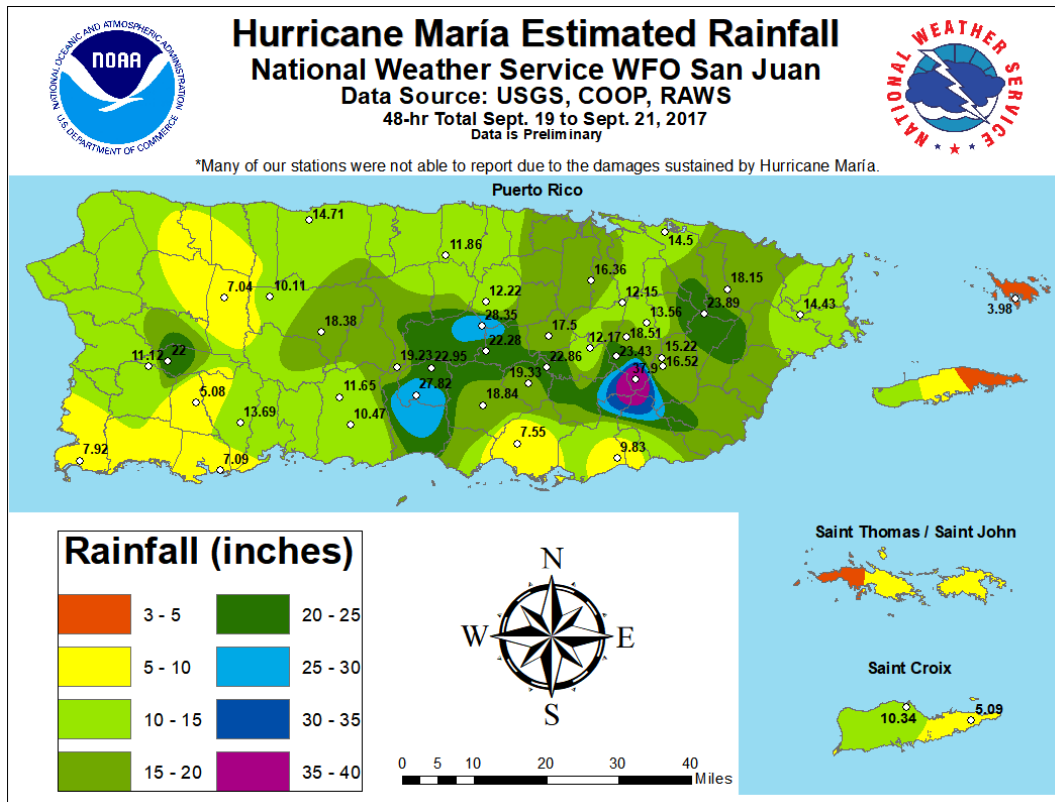 Hurricane María Estimated Rainfall
National Weather Service WFO San Juan
Data Source: USGS, COOP, RAWS
48-hr Total Sept. 19 to Sept. 21, 2017
Data is Preliminary
*Many of our stations were not able to report due to the damages sustained by Hurricane María.
NATIONAL OCEANIC AND ATMOSPHERIC ADMINISTRATION
NOAA
U.S. DEPARTMENT OF COMMERCE
NATIONAL WEATHER SERVICE
Puerto Rico
14.71
14.5
11.86
16.36
18.15
7.04
10.11
12.22
12.15
23.89
14.43
3.98
28.35
13.56
18.38
17.5
12.17
18.51
22.28
15.22
11.12
22
19.23
22.95
22.86
23.43
16.52
19.33
37.9
27.82
11.65
5.08
18.84
13.69
10.47
7.55
9.83
7.92
7.09
Saint Thomas / Saint John
Saint Croix
10.34
5.09
Rainfall (inches)
3 - 5
20 - 25
5 - 10
25 - 30
10 - 15
30 - 35
15 - 20
35 - 40
N
W
E
S
0
5
10
20
30
40
Miles